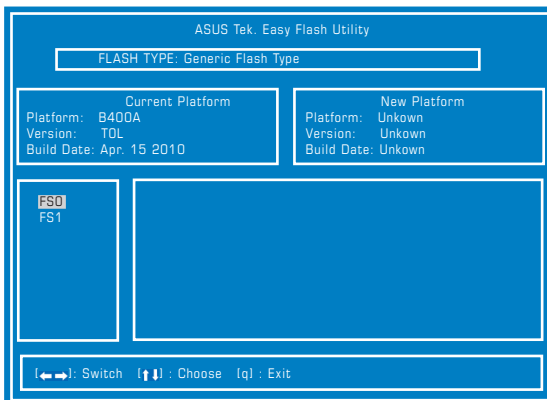 ASUS Tek. Easy Flash Utility
FLASH TYPE: Generic Flash Type
Current Platform
Platform: B400A
Version: TOL
Build Date: Apr. 15 2010
New Platform
Platform: Unkown
Version: Unkown
Build Date: Unkown
FS0
FS1
[←→]: Switch [↑↓] : Choose [q] : Exit